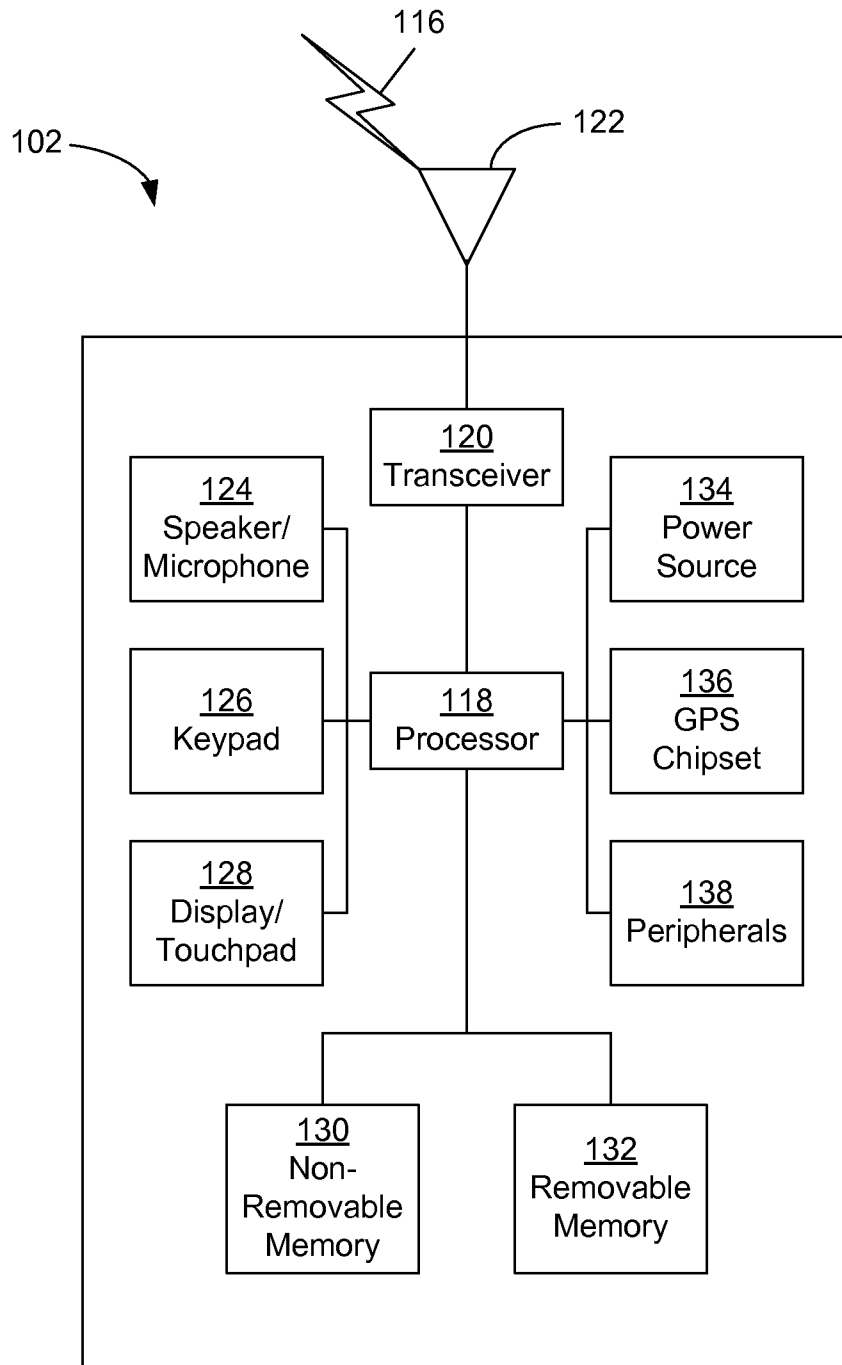 116
122
102
120
Transceiver
124
Speaker/
Microphone
134
Power
Source
126
Keypad
118
Processor
136
GPS
Chipset
128
Display/
Touchpad
138
Peripherals
130
Non-
Removable
Memory
132
Removable
Memory